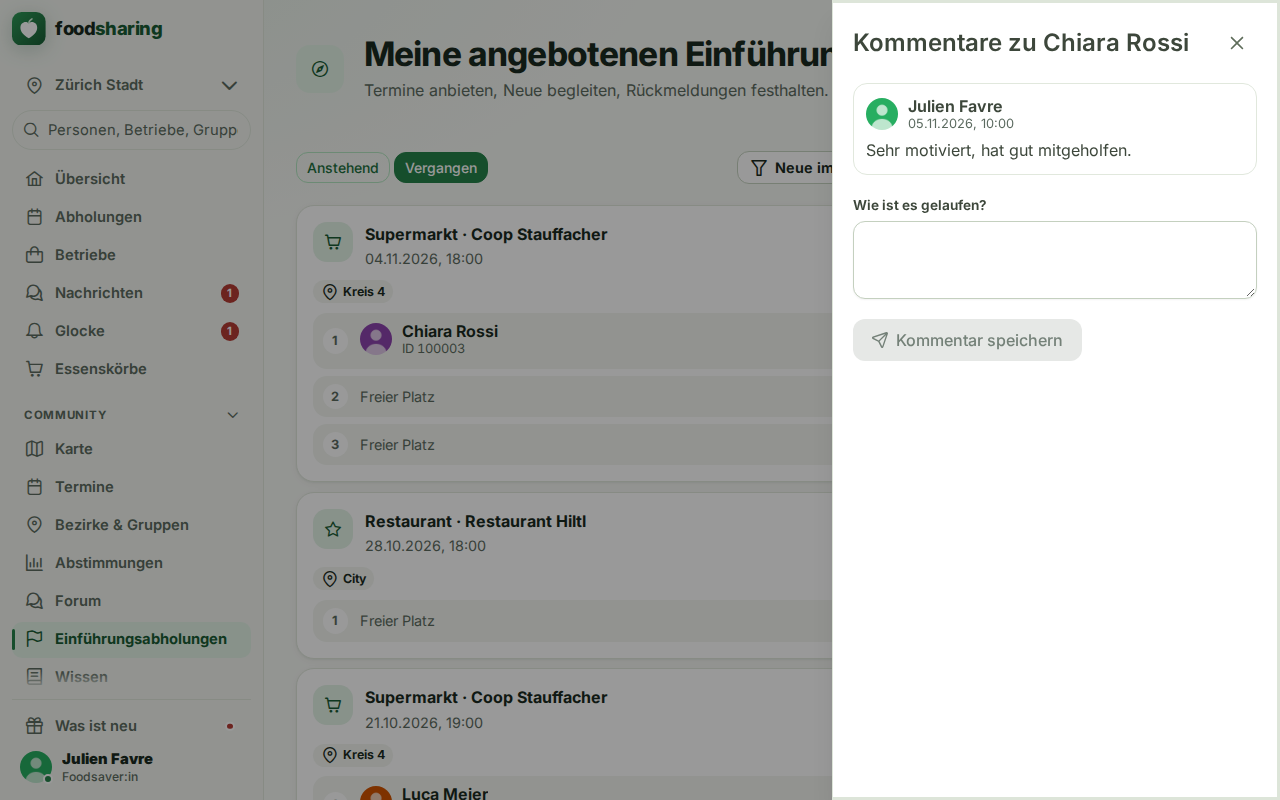 foodsharing
Zürich Stadt
Personen, Betriebe, Grupp
Übersicht
Abholungen
Betriebe
Nachrichten 1
Glocke 1
Essenskörbe
COMMUNITY
Karte
Termine
Bezirke & Gruppen
Abstimmungen
Forum
Einführungsabholungen
Wissen
Was ist neu
Julien Favre
Foodsaver:in
Meine angebotenen Einführun
Termine anbieten, Neue begleiten, Rückmeldungen festhalten.
Anstehend Vergangen Neue im
Supermarkt · Coop Stauffacher
04.11.2026, 18:00
Kreis 4
1 Chiara Rossi
ID 100003
2 Freier Platz
3 Freier Platz
Restaurant · Restaurant Hiltl
28.10.2026, 18:00
City
1 Freier Platz
Supermarkt · Coop Stauffacher
21.10.2026, 19:00
Kreis 4
Luca Meier
Kommentare zu Chiara Rossi
Julien Favre
05.11.2026, 10:00
Sehr motiviert, hat gut mitgeholfen.
Wie ist es gelaufen?
Kommentar speichern